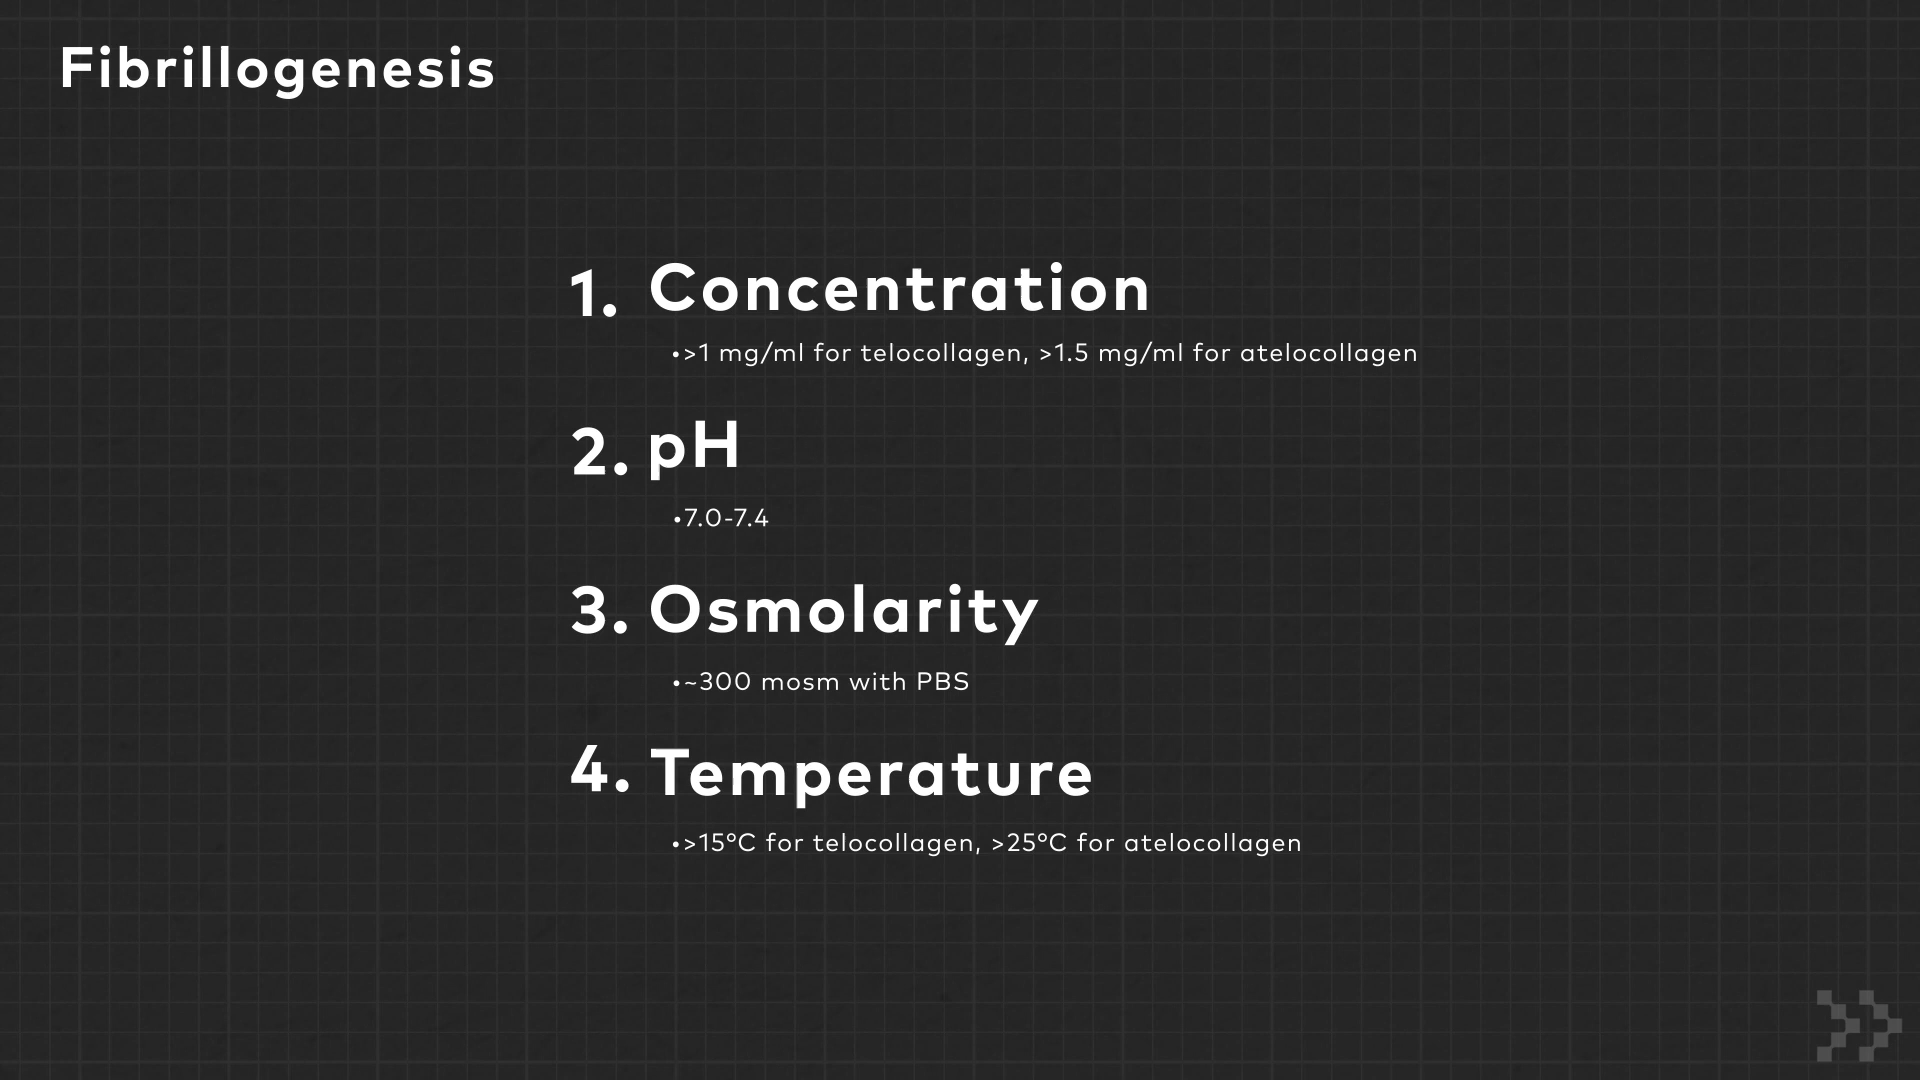 Fibrillogenesis
1. Concentration
•>1 mg/ml for telocollagen, >1.5 mg/ml for atelocollagen
2. pH
•7.0-7.4
3. Osmolarity
•~300 mosm with PBS
4. Temperature
•>15°C for telocollagen, >25°C for atelocollagen